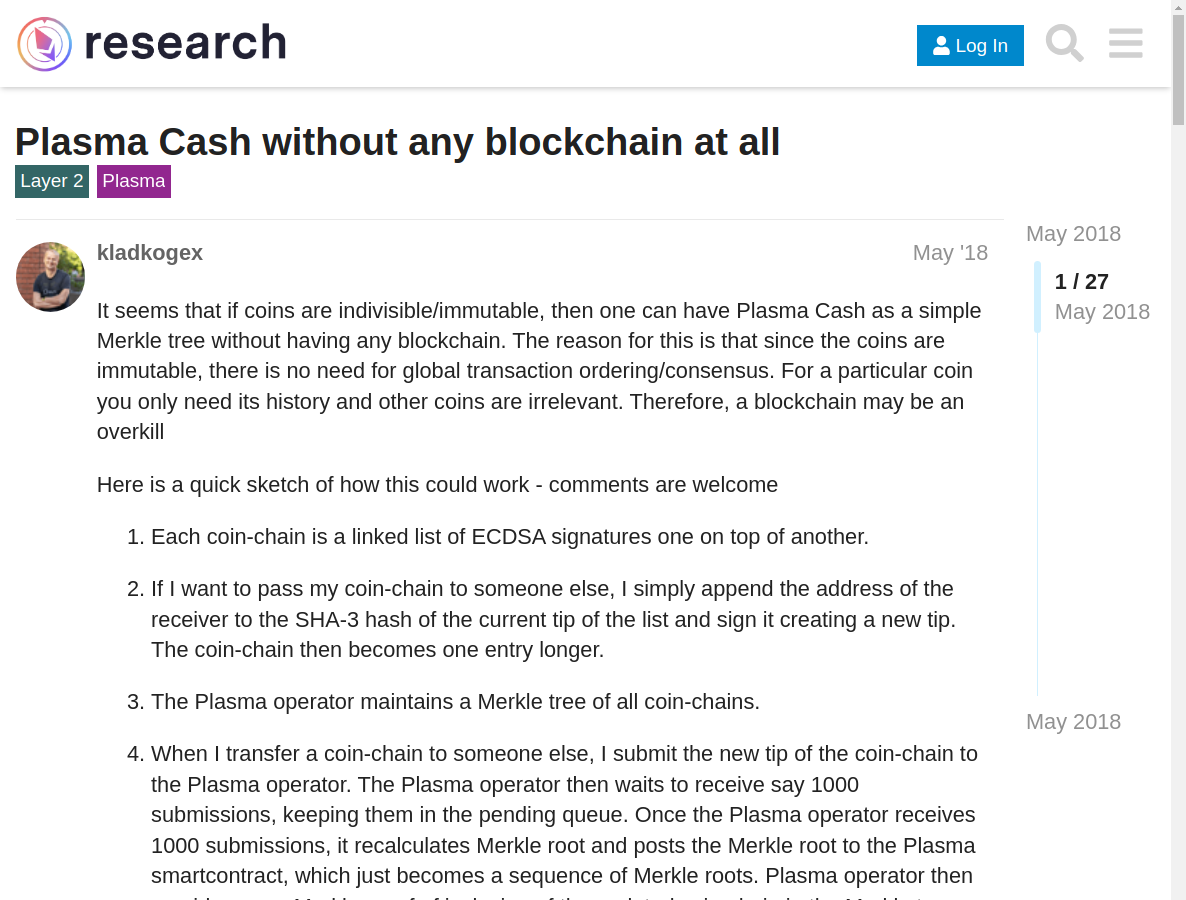 research
Log In
Plasma Cash without any blockchain at all
Layer 2 Plasma
kladkogex May '18
May 2018
1 / 27
May 2018
It seems that if coins are indivisible/immutable, then one can have Plasma Cash as a simple
Merkle tree without having any blockchain. The reason for this is that since the coins are
immutable, there is no need for global transaction ordering/consensus. For a particular coin
you only need its history and other coins are irrelevant. Therefore, a blockchain may be an
overkill
Here is a quick sketch of how this could work - comments are welcome
1. Each coin-chain is a linked list of ECDSA signatures one on top of another.
2. If I want to pass my coin-chain to someone else, I simply append the address of the
receiver to the SHA-3 hash of the current tip of the list and sign it creating a new tip.
The coin-chain then becomes one entry longer.
3. The Plasma operator maintains a Merkle tree of all coin-chains.
May 2018
4. When I transfer a coin-chain to someone else, I submit the new tip of the coin-chain to
the Plasma operator. The Plasma operator then waits to receive say 1000
submissions, keeping them in the pending queue. Once the Plasma operator receives
1000 submissions, it recalculates Merkle root and posts the Merkle root to the Plasma
smartcontract, which just becomes a sequence of Merkle roots. Plasma operator then